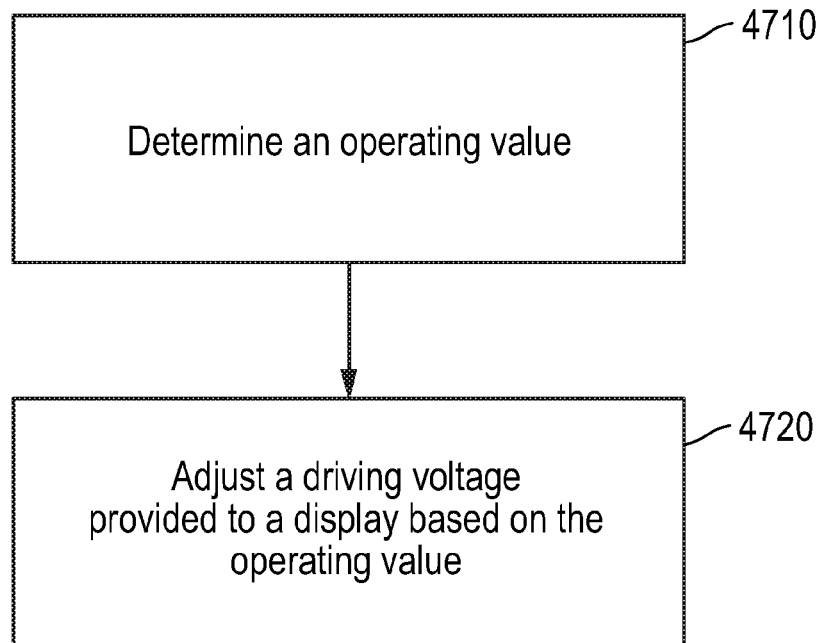 4710
Determine an operating value
4720
Adjust a driving voltage
provided to a display based on the
operating value